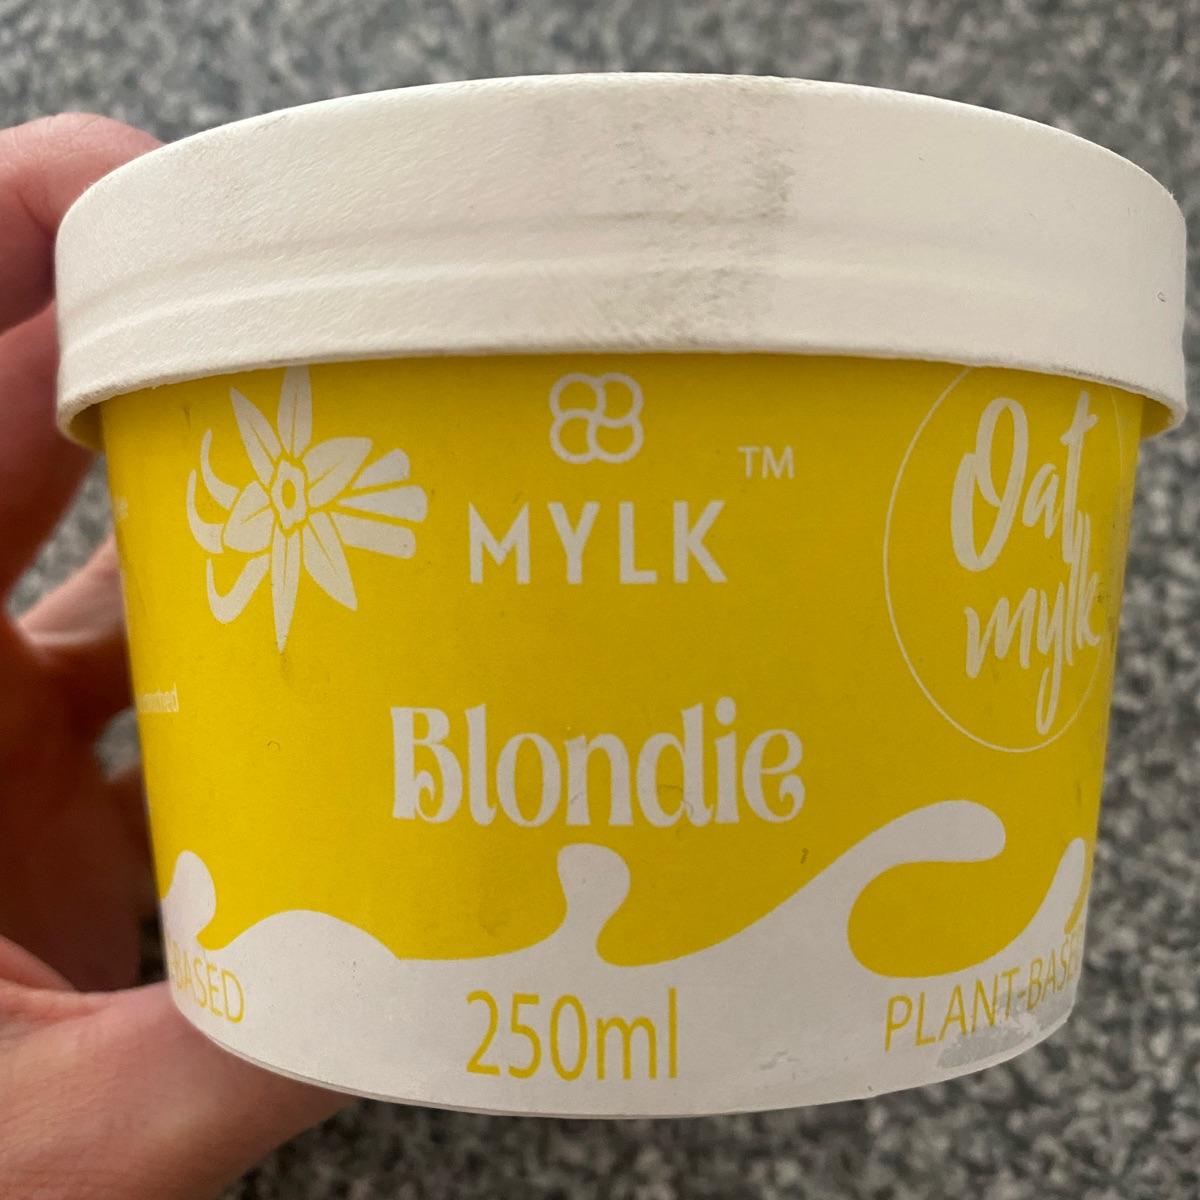 MYLK
TM
Oat
mylk
Blondie
BASED
250ml
PLANT-BASE